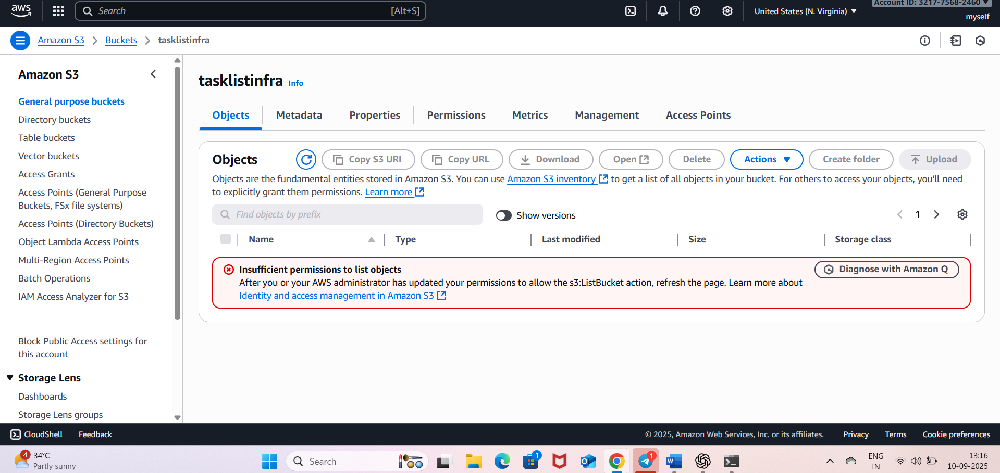 aws
Search
[Alt+S]
United States (N. Virginia)
Account ID: 3217-7568-2460
myself
Amazon S3
Buckets
tasklistinfra
Amazon S3
General purpose buckets
Directory buckets
Table buckets
Vector buckets
Access Grants
Access Points (General Purpose
Buckets, FSx file systems)
Access Points (Directory Buckets)
Object Lambda Access Points
Multi-Region Access Points
Batch Operations
IAM Access Analyzer for S3
Block Public Access settings for
this account
Storage Lens
Dashboards
Storage Lens groups
tasklistinfra Info
Objects
Metadata
Properties
Permissions
Metrics
Management
Access Points
Objects
Copy S3 URI
Copy URL
Download
Open
Delete
Actions
Create folder
Upload
Objects are the fundamental entities stored in Amazon S3. You can use Amazon S3 inventory to get a list of all objects in your bucket. For others to access your objects, you'll need
to explicitly grant them permissions. Learn more
Find objects by prefix
Show versions
1
Name
Type
Last modified
Size
Storage class
Insufficient permissions to list objects
Diagnose with Amazon Q
After you or your AWS administrator has updated your permissions to allow the s3:ListBucket action, refresh the page. Learn more about
Identity and access management in Amazon S3
CloudShell
Feedback
© 2025, Amazon Web Services, Inc. or its affiliates.
Privacy
Terms
Cookie preferences
4
34°C
Partly sunny
Search
1
1
ENG
IN
13:16
10-09-2025